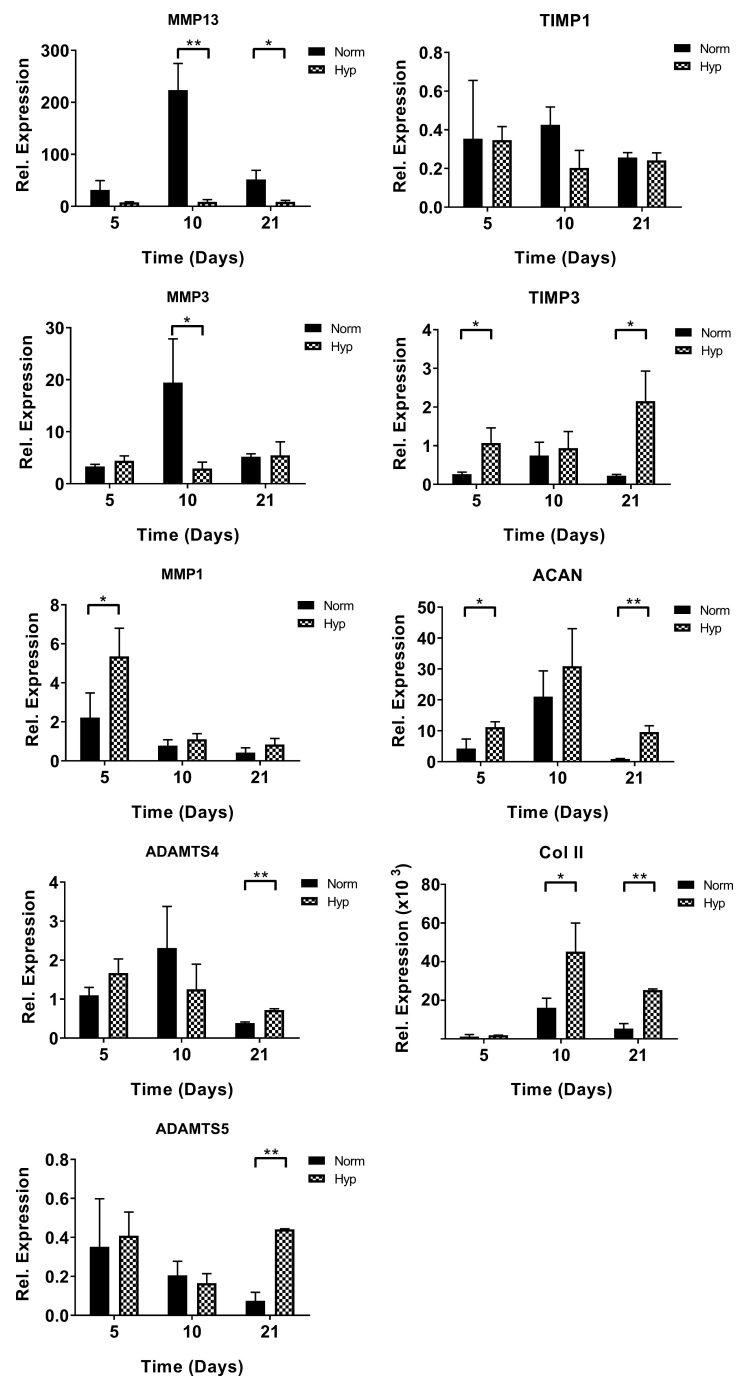 MMP13
Rel. Expression
300
200
100
0
**
*
Norm
Hyp
5 10 21
Time (Days)
TIMP1
Rel. Expression
0.8
0.6
0.4
0.2
0.0
Norm
Hyp
5 10 21
Time (Days)
MMP3
Rel. Expression
30
20
10
0
*
Norm
Hyp
5 10 21
Time (Days)
TIMP3
Rel. Expression
4
3
2
1
0
*
*
Norm
Hyp
5 10 21
Time (Days)
MMP1
Rel. Expression
8
6
4
2
0
*
Norm
Hyp
5 10 21
Time (Days)
ACAN
Rel. Expression
50
40
30
20
10
0
*
**
Norm
Hyp
5 10 21
Time (Days)
ADAMTS4
Rel. Expression
4
3
2
1
0
**
Norm
Hyp
5 10 21
Time (Days)
Col II
Rel. Expression (x10 3)
80
60
40
20
*
**
Norm
Hyp
5 10 21
Time (Days)
ADAMTS5
Rel. Expression
0.8
0.6
0.4
0.2
0.0
**
Norm
Hyp
5 10 21
Time (Days)